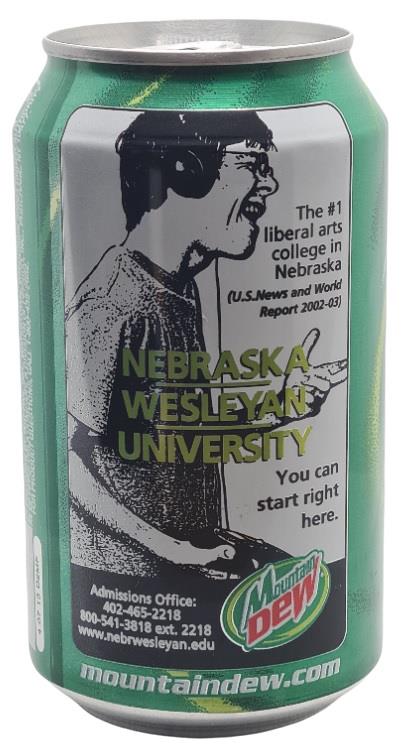 The #1
liberal arts
college in
Nebraska
(U.S.News and World
Report 2002-03)
NEBRASKA
WESLEYAN
UNIVERSITY
You can
start right
here.
Mountain
Dew
Admissions Office:
402-465-2218
800-541-3818 ext. 2218
www.nebrwesleyan.edu
mountaindew.com